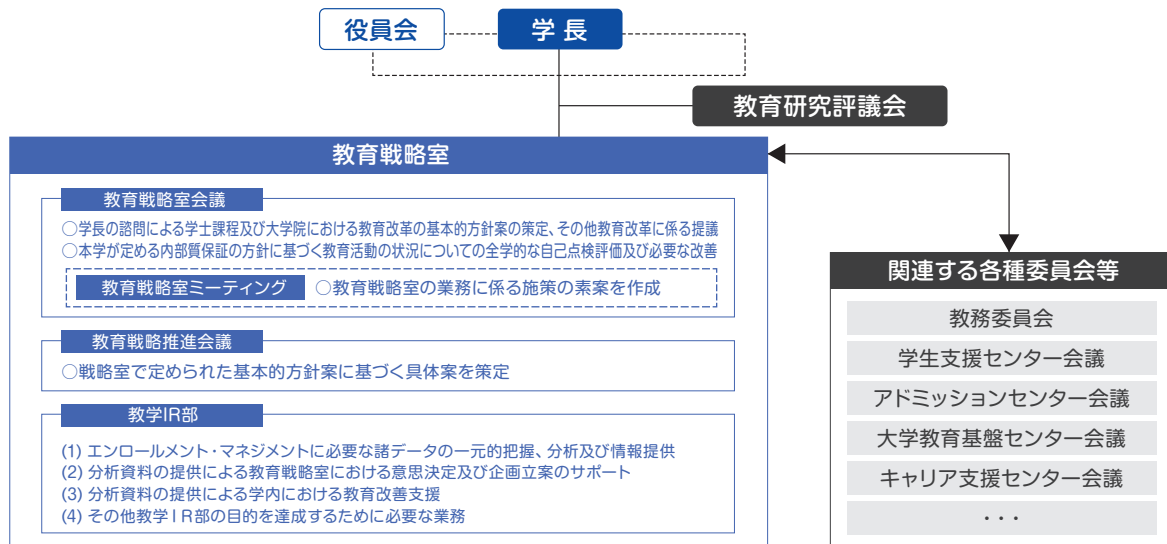 役員会
学 長
教育研究評議会
教育戦略室
教育戦略室会議
○学長の諮問による学士課程及び大学院における教育改革の基本的方針案の策定、その他教育改革に係る提議
○本学が定める内部質保証の方針に基づく教育活動の状況についての全学的な自己点検評価及び必要な改善
教育戦略室ミーティング ○教育戦略室の業務に係る施策の素案を作成
教育戦略推進会議
○戦略室で定められた基本的方針案に基づく具体案を策定
教学IR部
(1) エンロールメント・マネジメントに必要な諸データの一元的把握、分析及び情報提供
(2) 分析資料の提供による教育戦略室における意思決定及び企画立案のサポート
(3) 分析資料の提供による学内における教育改善支援
(4) その他教学IR部の目的を達成するために必要な業務
関連する各種委員会等
教務委員会
学生支援センター会議
アドミッションセンター会議
大学教育基盤センター会議
キャリア支援センター会議
・・・